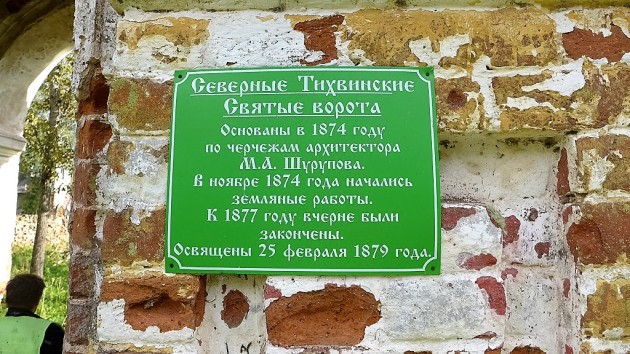 Северные Тихвинские
Святые ворота
Основаны в 1874 году
по чержежам архитектора
М.А. Шурупова.
В ноябре 1874 года начались
земляные работы.
К 1877 году вчерне были
закончены.
Освящены 25 февраля 1879 года.